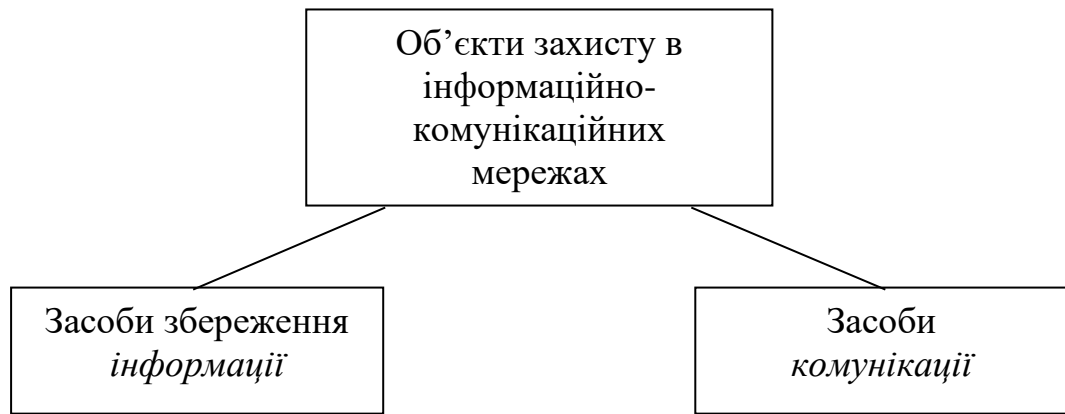 Об’єкти захисту в
інформаційно-
комунікаційних
мережах
Засоби збереження
інформації
Засоби
комунікації